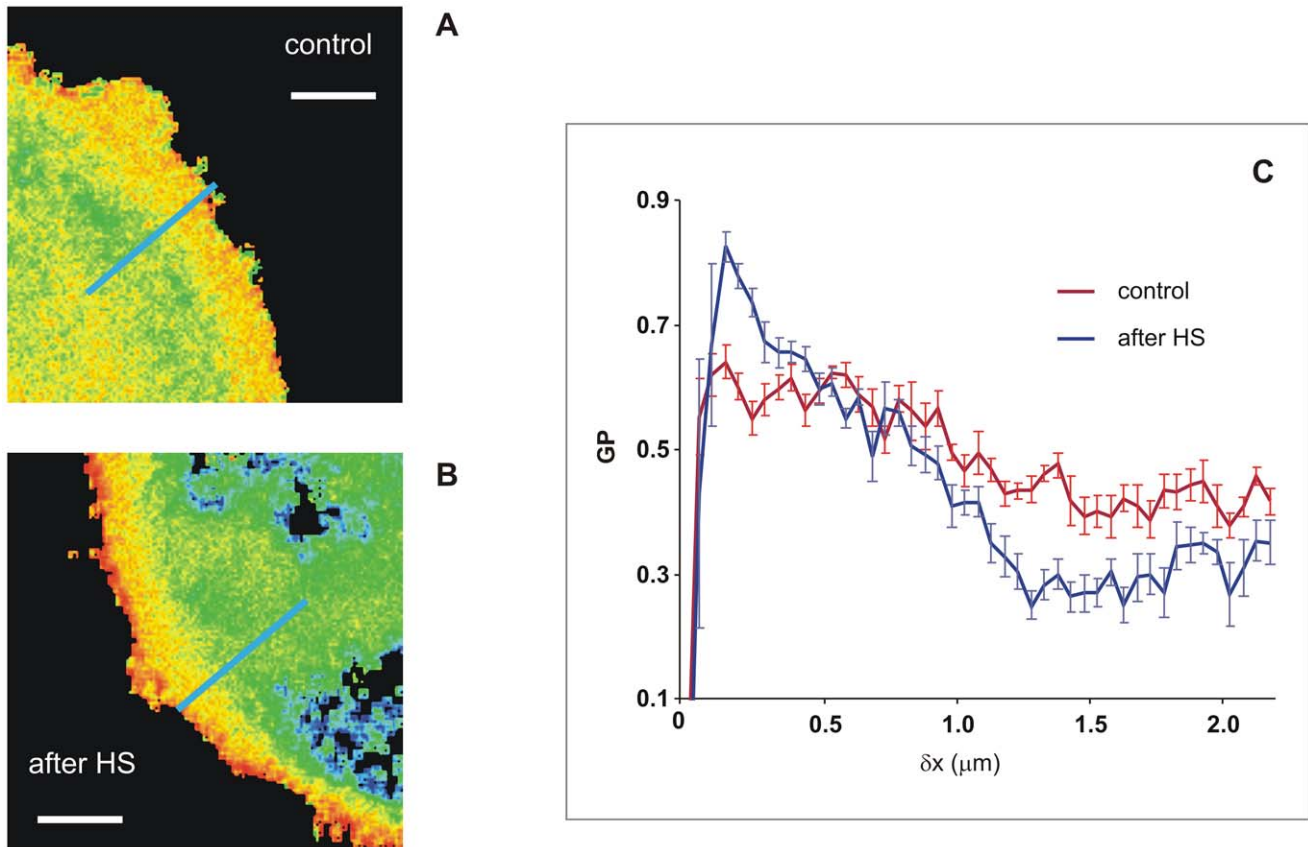 A
control
B
after HS
C
0.9
0.7
0.5
0.3
0.1
GP
control
after HS
0
0.5
1.0
1.5
2.0
δx (μm)